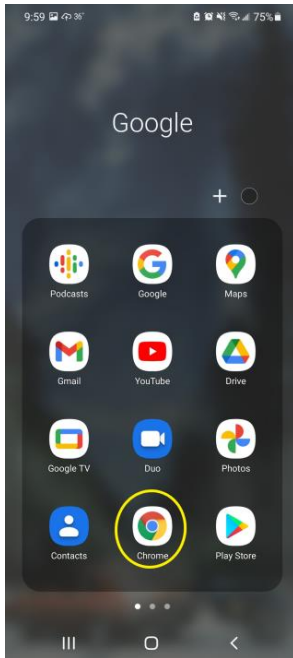 9:59 36° 75%
Google
Podcasts Google Maps
Gmail YouTube Drive
Google TV Duo Photos
Contacts Chrome Play Store